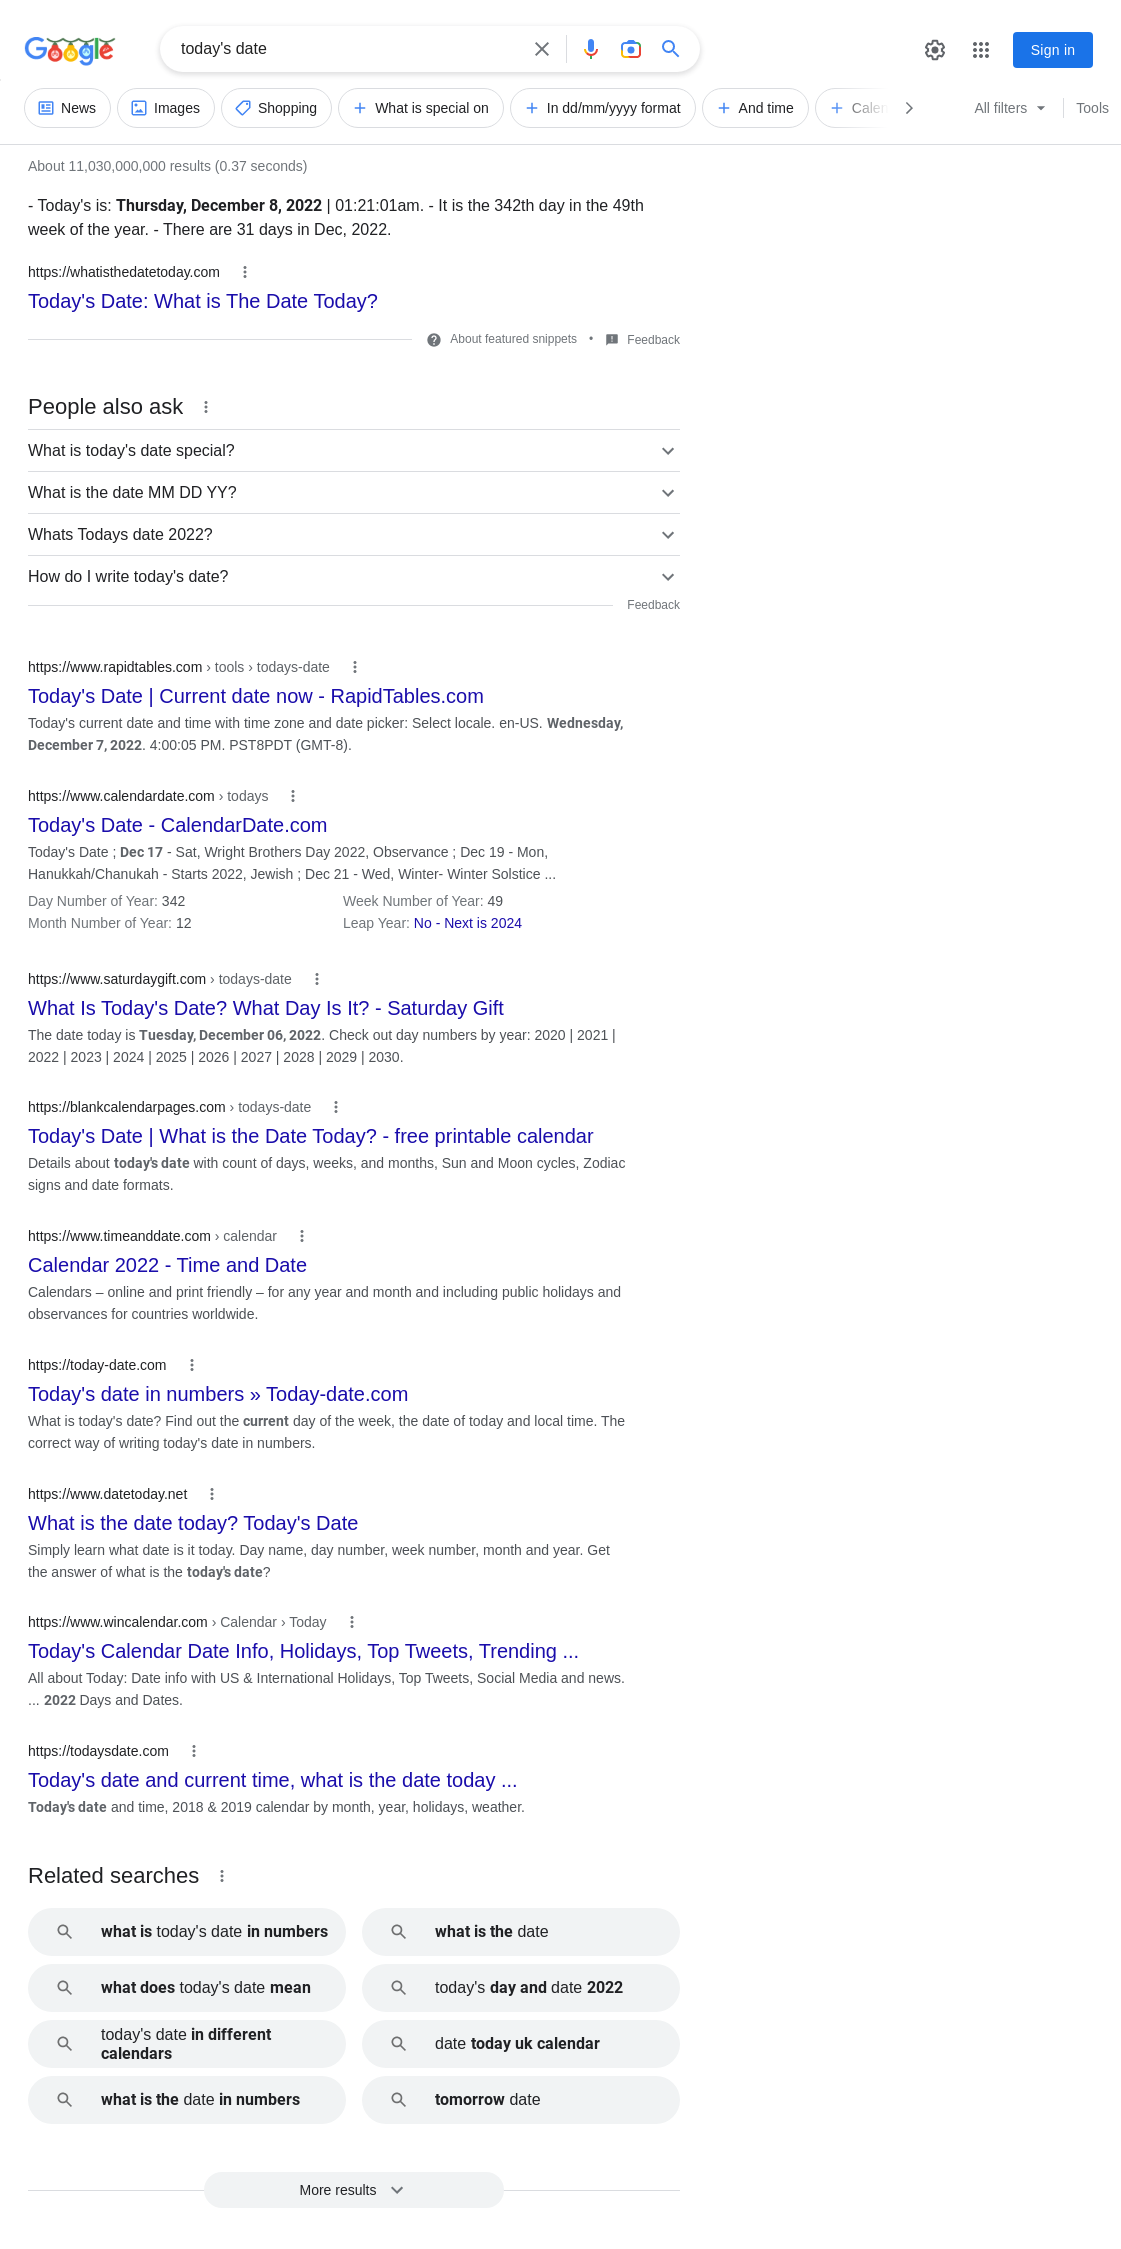 Google
today's date
Sign in
News
Images
Shopping
What is special on
In dd/mm/yyyy format
And time
All filters
Tools
About 11,030,000,000 results (0.37 seconds)
- Today's is: Thursday, December 8, 2022 | 01:21:01am. - It is the 342th day in the 49th
week of the year. - There are 31 days in Dec, 2022.
https://whatisthedatetoday.com
Today's Date: What is The Date Today?
About featured snippets • Feedback
People also ask
What is today's date special?
What is the date MM DD YY?
Whats Todays date 2022?
How do I write today's date?
Feedback
https://www.rapidtables.com › tools › todays-date
Today's Date | Current date now - RapidTables.com
Today's current date and time with time zone and date picker: Select locale. en-US. Wednesday,
December 7, 2022. 4:00:05 PM. PST8PDT (GMT-8).
https://www.calendardate.com › todays
Today's Date - CalendarDate.com
Today's Date ; Dec 17 - Sat, Wright Brothers Day 2022, Observance ; Dec 19 - Mon,
Hanukkah/Chanukah - Starts 2022, Jewish ; Dec 21 - Wed, Winter- Winter Solstice ...
Day Number of Year: 342 Week Number of Year: 49
Month Number of Year: 12 Leap Year: No - Next is 2024
https://www.saturdaygift.com › todays-date
What Is Today's Date? What Day Is It? - Saturday Gift
The date today is Tuesday, December 06, 2022. Check out day numbers by year: 2020 | 2021 |
2022 | 2023 | 2024 | 2025 | 2026 | 2027 | 2028 | 2029 | 2030.
https://blankcalendarpages.com › todays-date
Today's Date | What is the Date Today? - free printable calendar
Details about today's date with count of days, weeks, and months, Sun and Moon cycles, Zodiac
signs and date formats.
https://www.timeanddate.com › calendar
Calendar 2022 - Time and Date
Calendars – online and print friendly – for any year and month and including public holidays and
observances for countries worldwide.
https://today-date.com
Today's date in numbers » Today-date.com
What is today's date? Find out the current day of the week, the date of today and local time. The
correct way of writing today's date in numbers.
https://www.datetoday.net
What is the date today? Today's Date
Simply learn what date is it today. Day name, day number, week number, month and year. Get
the answer of what is the today's date?
https://www.wincalendar.com › Calendar › Today
Today's Calendar Date Info, Holidays, Top Tweets, Trending ...
All about Today: Date info with US & International Holidays, Top Tweets, Social Media and news.
... 2022 Days and Dates.
https://todaysdate.com
Today's date and current time, what is the date today ...
Today's date and time, 2018 & 2019 calendar by month, year, holidays, weather.
Related searches
what is today's date in numbers
what is the date
what does today's date mean
today's day and date 2022
today's date in different
calendars
date today uk calendar
what is the date in numbers
tomorrow date
More results